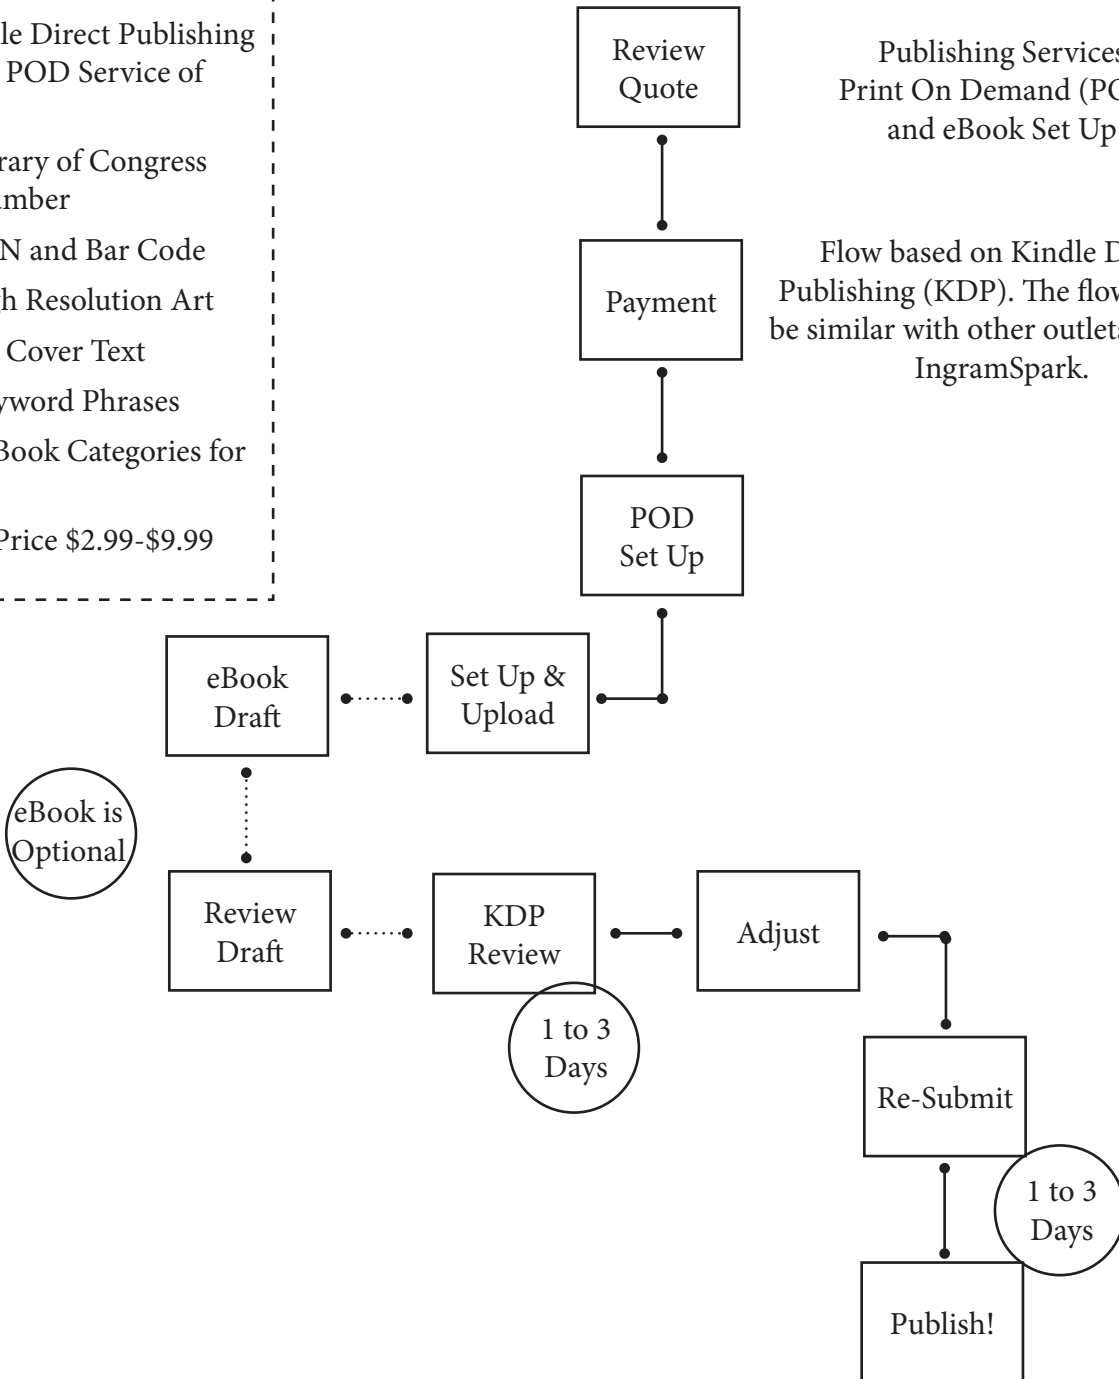 le Direct Publishing
POD Service of
rary of Congress
umber
N and Bar Code
gh Resolution Art
Cover Text
yword Phrases
Book Categories for
Price $2.99-$9.99
Review
Quote
Publishing Services
Print On Demand (PO
and eBook Set Up
Payment
Flow based on Kindle D
Publishing (KDP). The flow
be similar with other outlets
IngramSpark.
POD
Set Up
Set Up &
Upload
eBook
Draft
eBook is
Optional
Review
Draft
KDP
Review
1 to 3
Days
Adjust
Re-Submit
1 to 3
Days
Publish!